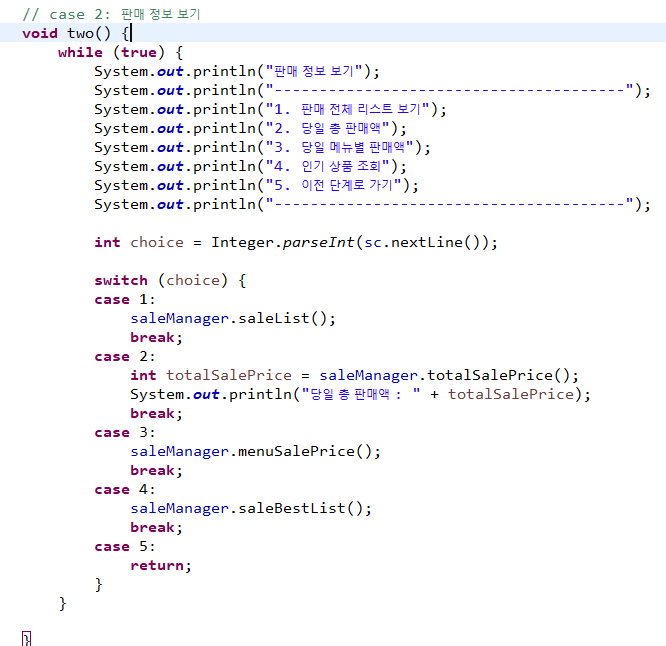 // case 2: 판매 정보 보기
void two() {
while (true) {
System.out.println("판매 정보 보기");
System.out.println("---------------------------------------");
System.out.println("1. 판매 전체 리스트 보기");
System.out.println("2. 당일 총 판매액");
System.out.println("3. 당일 메뉴별 판매액");
System.out.println("4. 인기 상품 조회");
System.out.println("5. 이전 단계로 가기");
System.out.println("---------------------------------------");
int choice = Integer.parseInt(sc.nextLine());
switch (choice) {
case 1:
saleManager.saleList();
break;
case 2:
int totalSalePrice = saleManager.totalSalePrice();
System.out.println("당일 총 판매액 : " + totalSalePrice);
break;
case 3:
saleManager.menuSalePrice();
break;
case 4:
saleManager.saleBestList();
break;
case 5:
return;
}
}
}